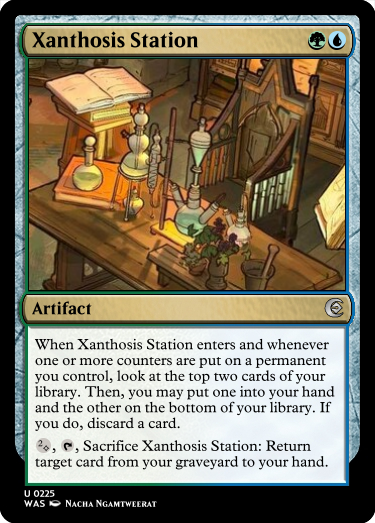 Xanthosis Station
Artifact
When Xanthosis Station enters and whenever
one or more counters are put on a permanent
you control, look at the top two cards of your
library. Then, you may put one into your hand
and the other on the bottom of your library. If
you do, discard a card.
, , Sacrifice Xanthosis Station: Return
target card from your graveyard to your hand.
U 0225
WAS Nacha Ngamtweerat